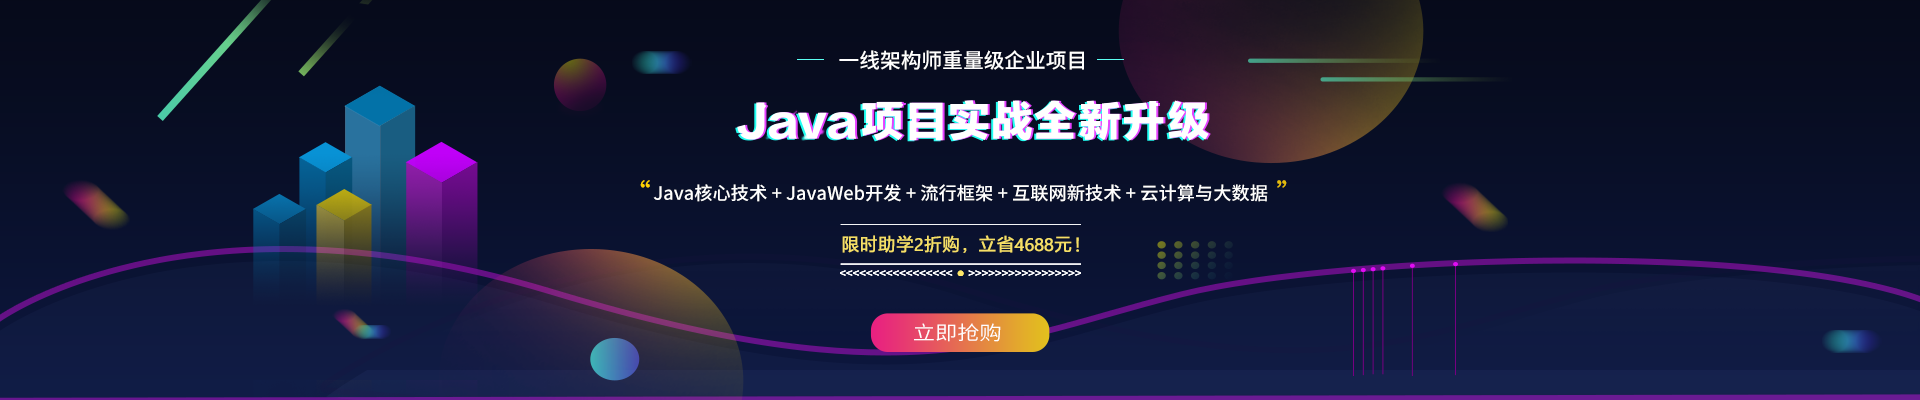 一线架构师重量级企业项目
Java项目实战全新升级
“Java核心技术 + JavaWeb开发 + 流行框架 + 互联网新技术 + 云计算与大数据”
限时助学2折购，立省4688元！
<<<<<<<<<<<<<<<<< ● >>>>>>>>>>>>>>>>>
立即抢购